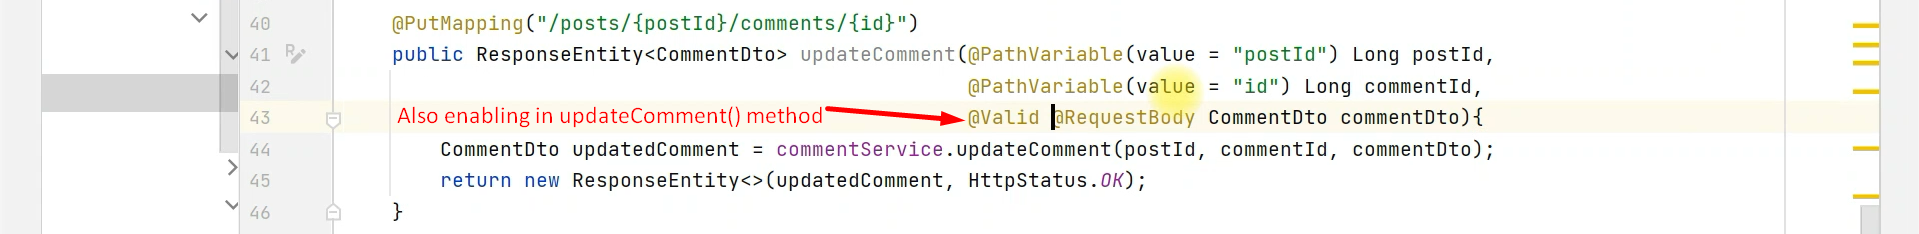 40 @PutMapping("/posts/{postId}/comments/{id}")
41 public ResponseEntity<CommentDto> updateComment(@PathVariable(value = "postId") Long postId,
42 @PathVariable(value = "id") Long commentId,
43 Also enabling in updateComment() method @Valid @RequestBody CommentDto commentDto){
44 CommentDto updatedComment = commentService.updateComment(postId, commentId, commentDto);
45 return new ResponseEntity<>(updatedComment, HttpStatus.OK);
46 }